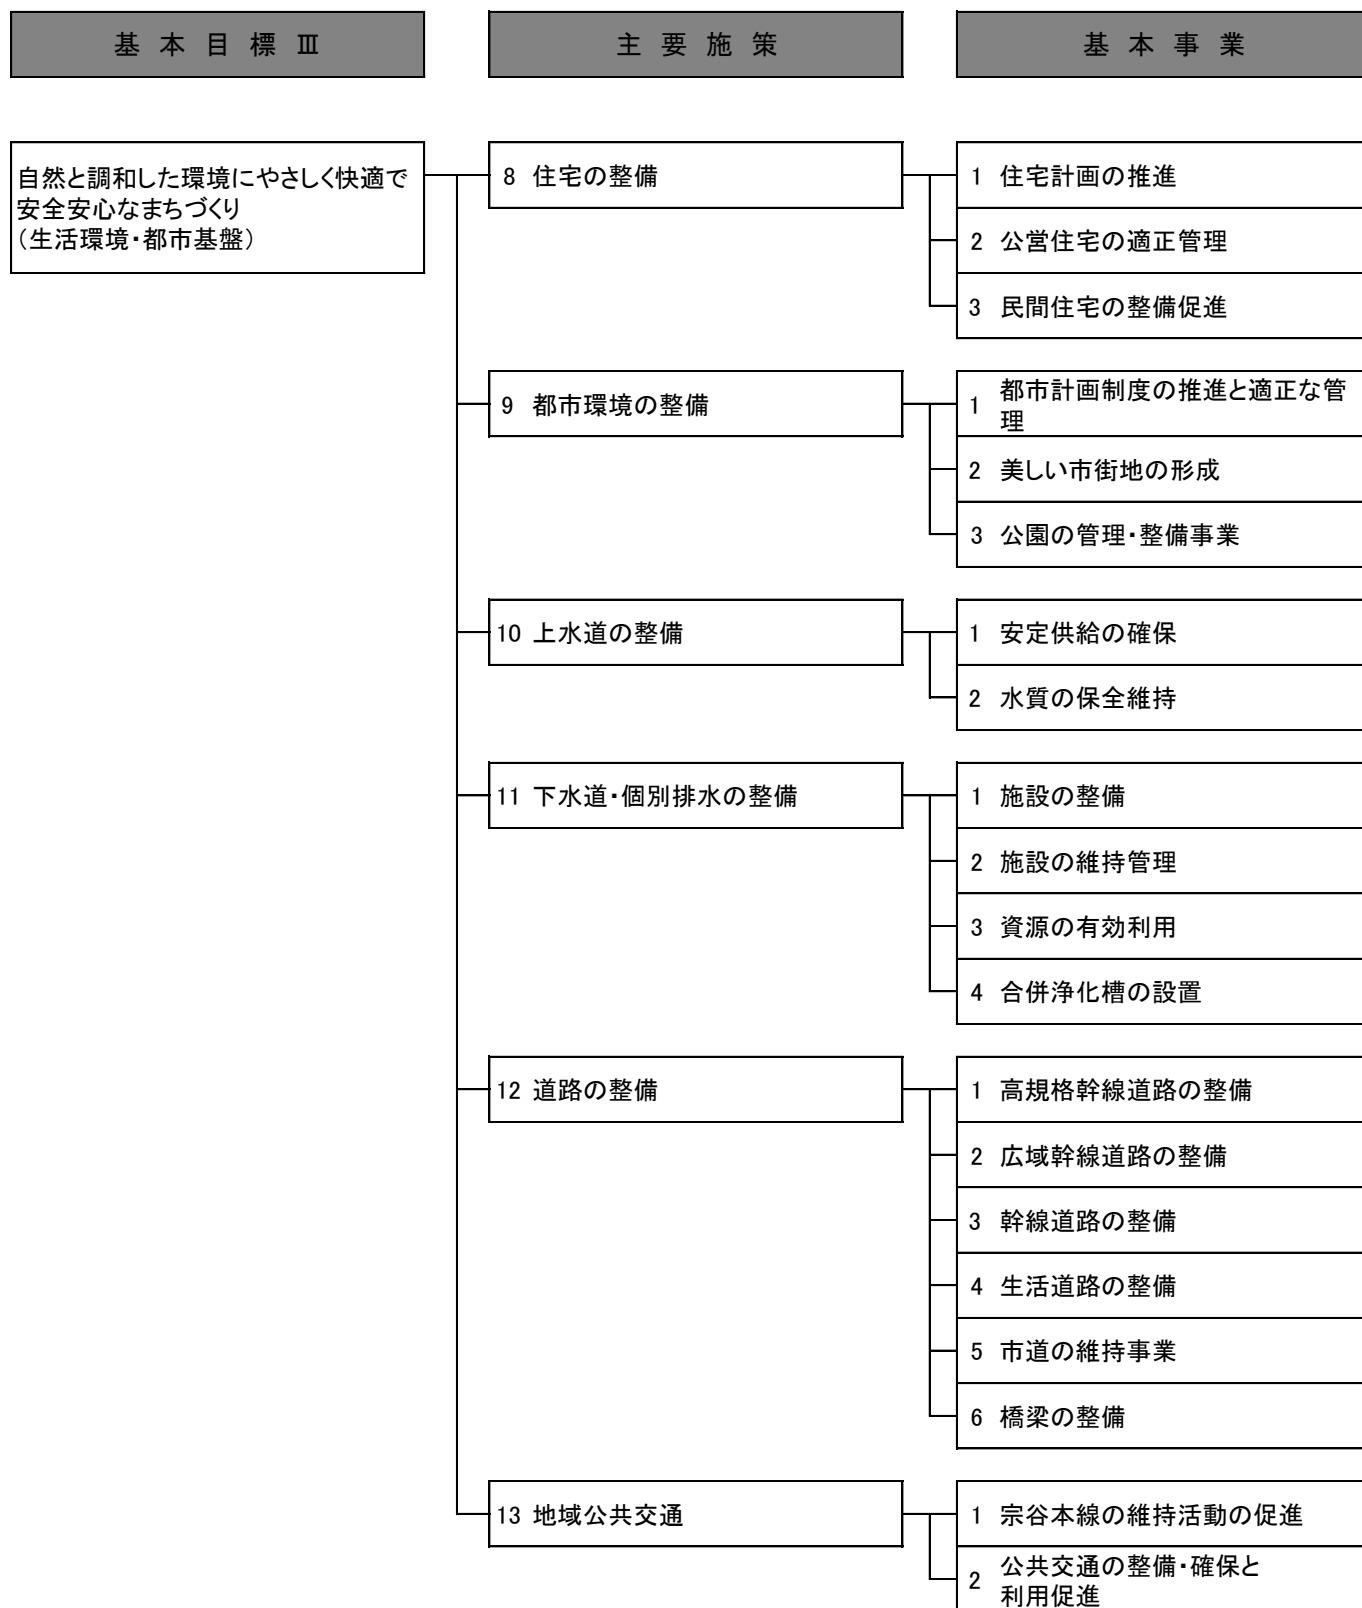 基本目標Ⅲ
主要施策
基本事業
自然と調和した環境にやさしく快適で
安全安心なまちづくり
（生活環境・都市基盤）
8 住宅の整備
1 住宅計画の推進
2 公営住宅の適正管理
3 民間住宅の整備促進
9 都市環境の整備
1 都市計画制度の推進と適正な管
理
2 美しい市街地の形成
3 公園の管理・整備事業
10 上水道の整備
1 安定供給の確保
2 水質の保全維持
11 下水道・個別排水の整備
1 施設の整備
2 施設の維持管理
3 資源の有効利用
4 合併浄化槽の設置
12 道路の整備
1 高規格幹線道路の整備
2 広域幹線道路の整備
3 幹線道路の整備
4 生活道路の整備
5 市道の維持事業
6 橋梁の整備
13 地域公共交通
1 宗谷本線の維持活動の促進
2 公共交通の整備・確保と
利用促進